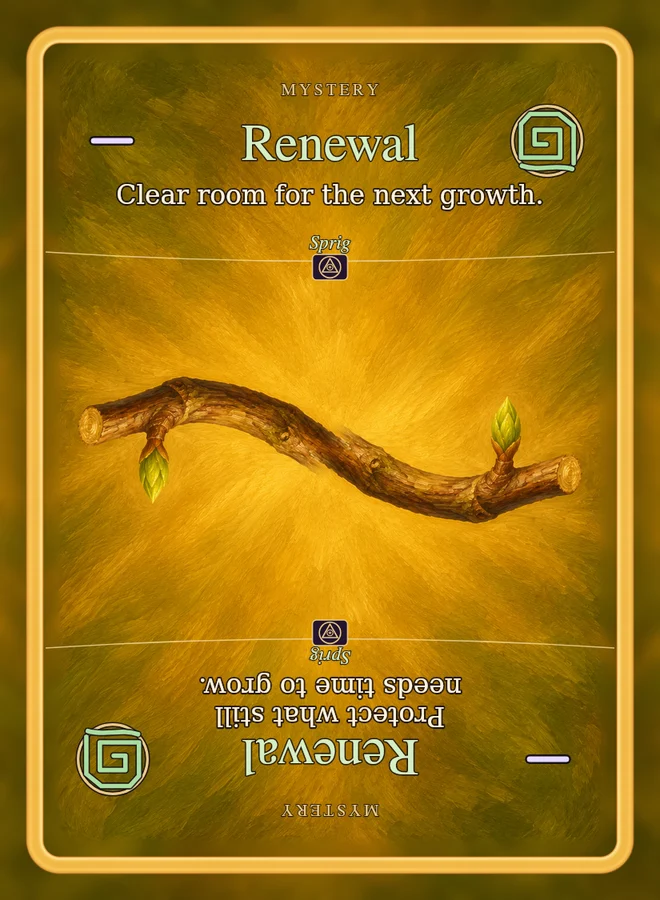 MYSTERY
Renewal
Clear room for the next growth.
Sprig
Sprig
Protect what still
needs time to grow.
Renewal
MYSTERY